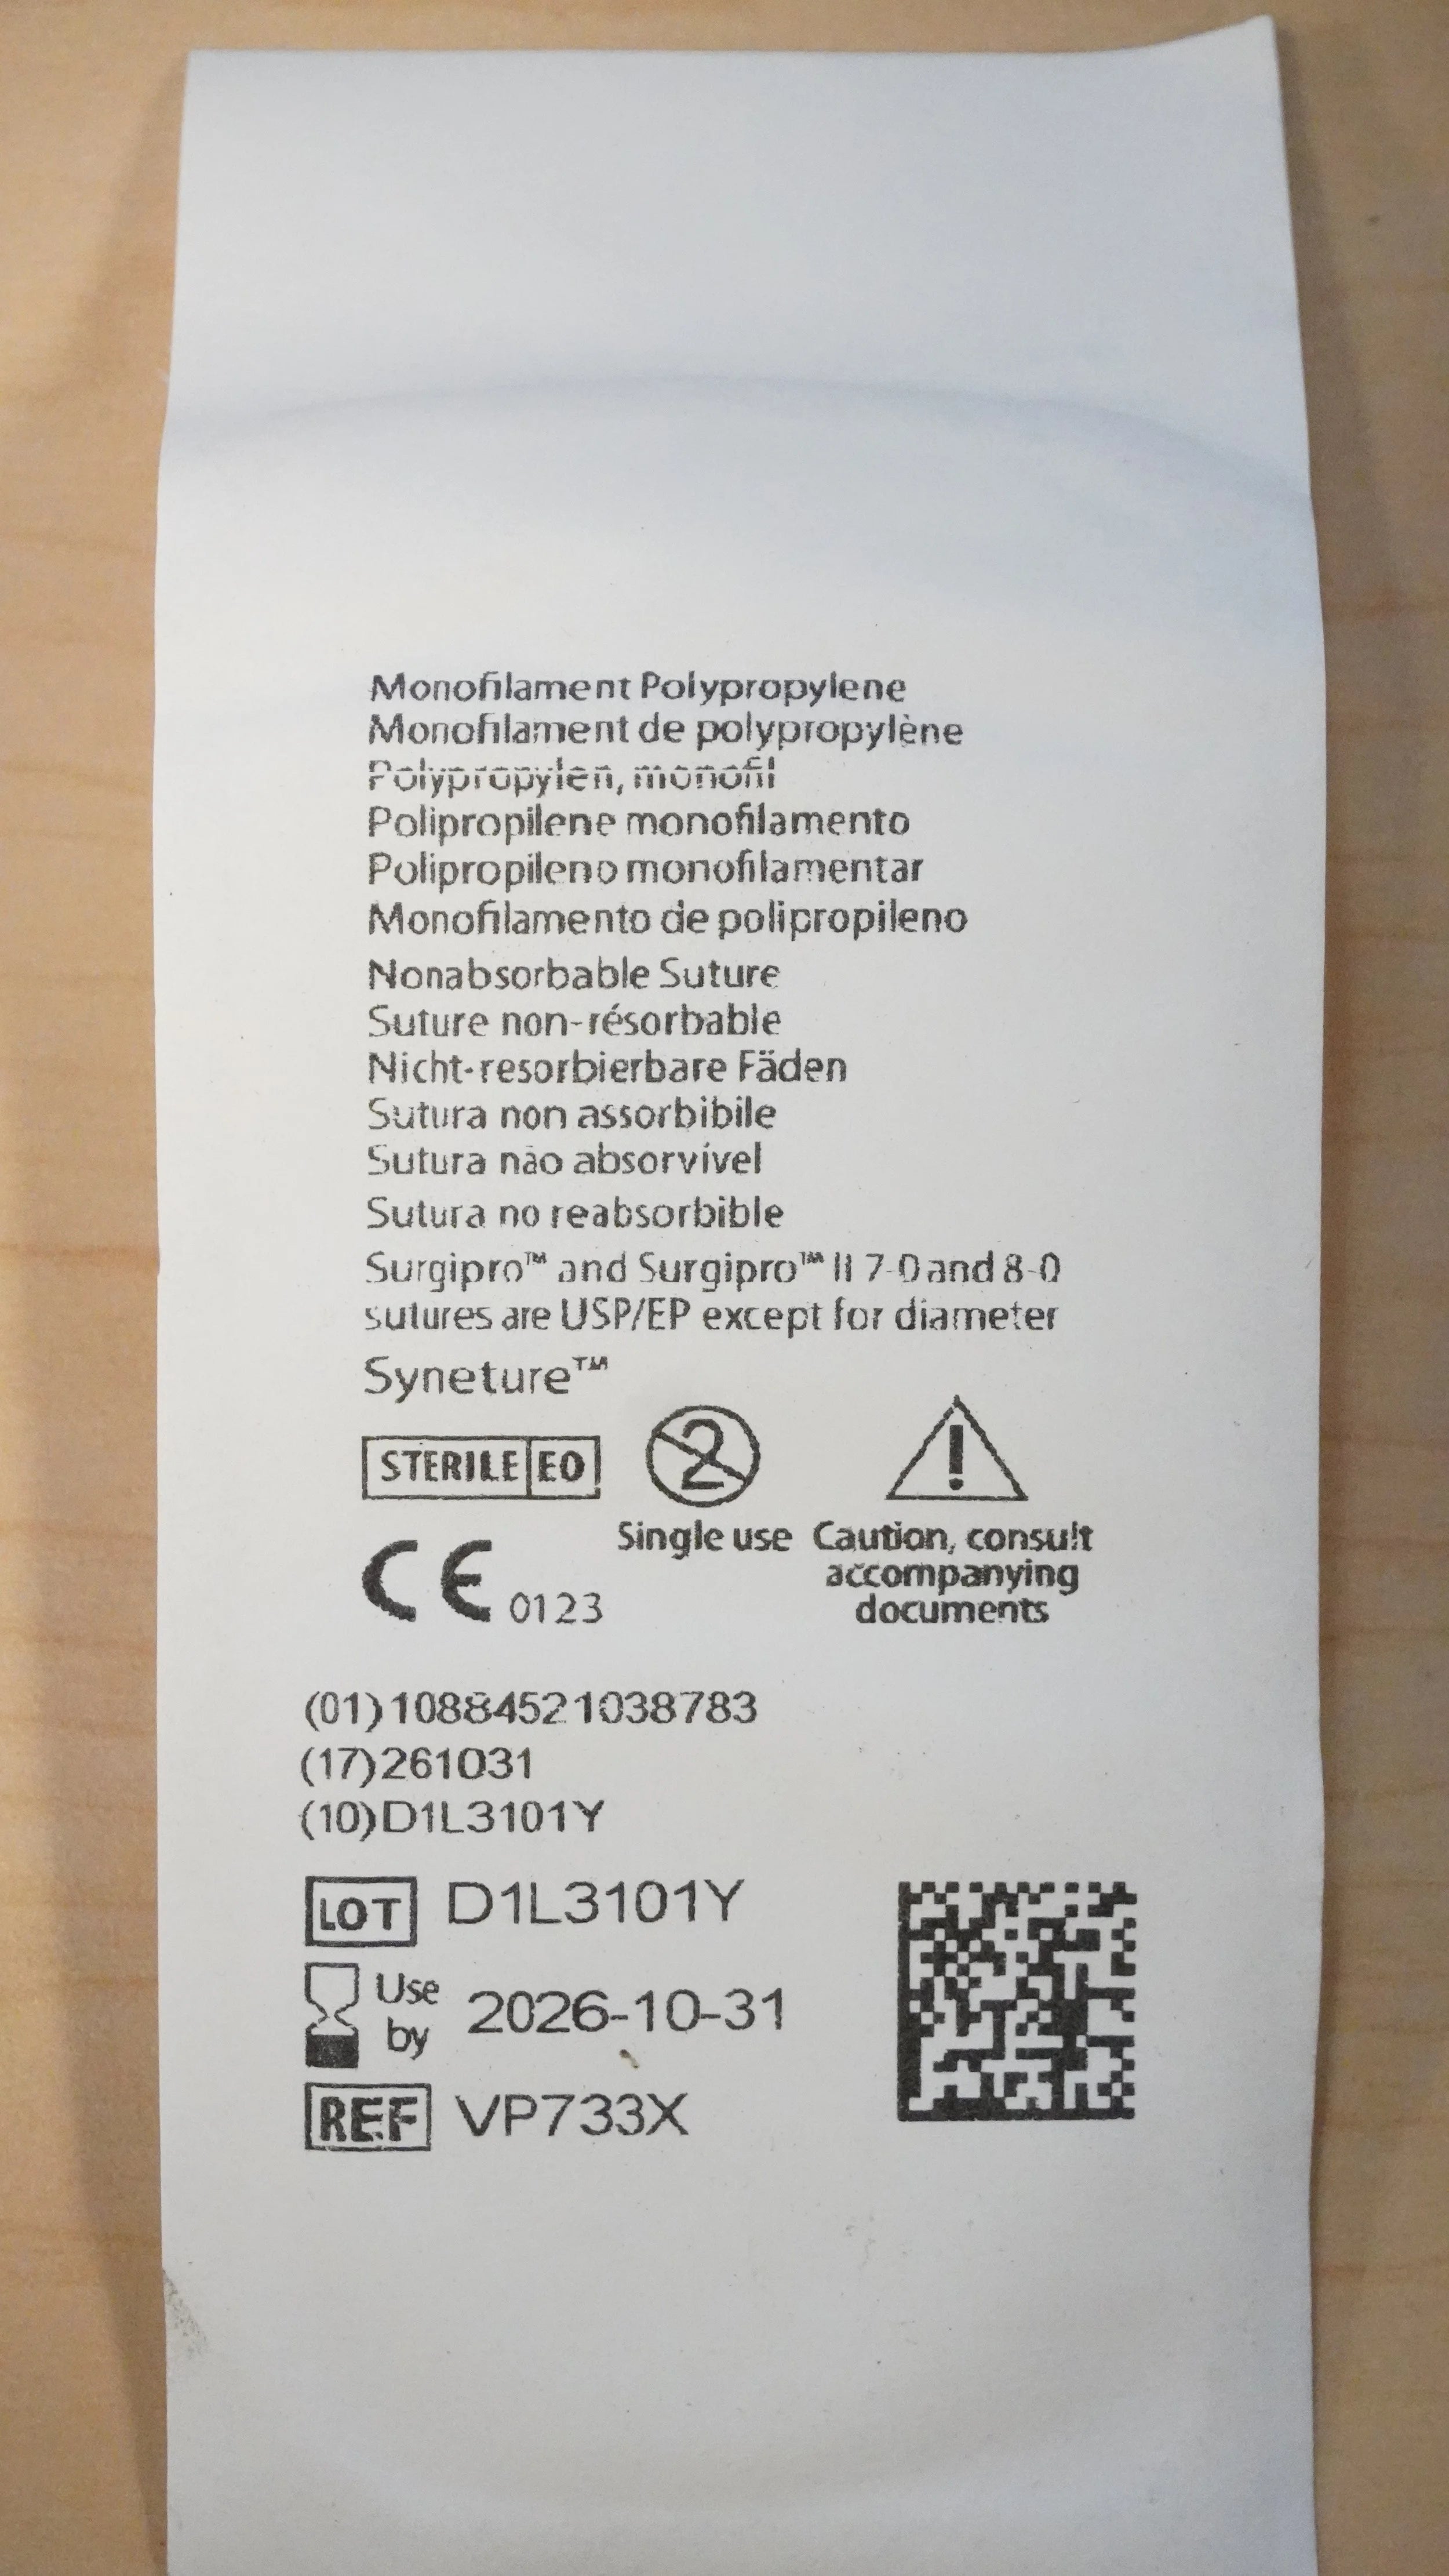 Monofilament Polypropylene
Monofilament de polypropylène
Polypropylen, monofil
Polipropilene monofilamento
Polipropileno monofilamentar
Monofilamento de polipropileno
Nonabsorbable Suture
Suture non-résorbable
Nicht-resorbierbare Fäden
Sutura non assorbibile
Sutura não absorvível
Sutura no reabsorbible
Surgipro™ and Surgipro™ II 7-0 and 8-0
sutures are USP/EP except for diameter
Syneture™
STERILE EO
2
!
Single use
Caution, consult
accompanying
documents
CE 0123
(01)10884521038783
(17)261031
(10)D1L3101Y
LOT D1L3101Y
Use by 2026-10-31
REF VP733X